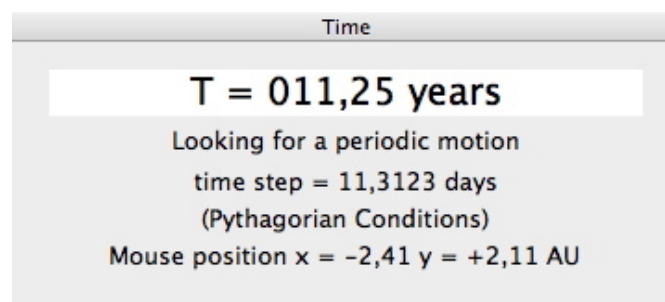 Time
T = 011,25 years
Looking for a periodic motion
time step = 11,3123 days
(Pythagorian Conditions)
Mouse position x = -2,41 y = +2,11 AU